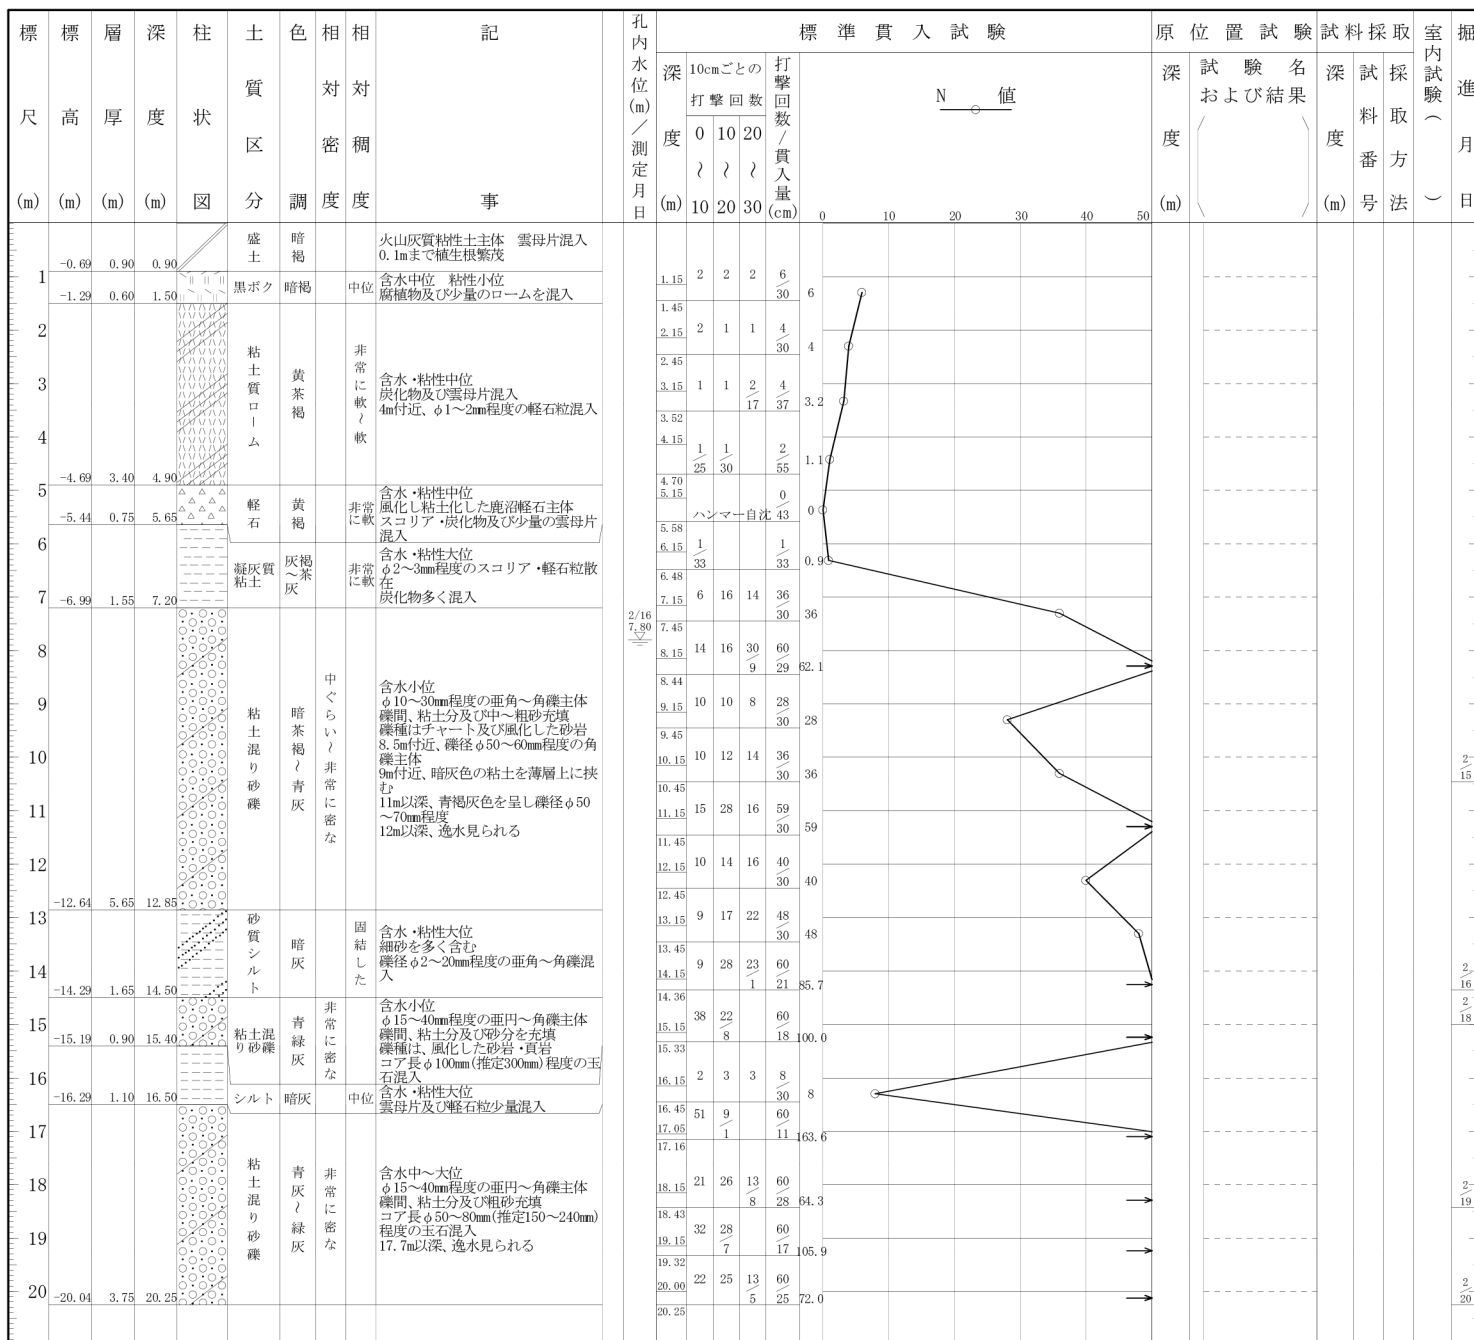 標尺(m) 標高(m) 層厚(m) 深度(m) 柱状図 土質区分 色調 相対密度 相対稠度 記事 孔内水位(m)／測定月日 標準貫入試験 原位置試験 試料採取 室内試験( ) 掘進月日
深度(m) 10cmごとの打撃回数 0～10 10～20 20～30 打撃回数/貫入量(cm) N値 0 10 20 30 40 50
深度(m) 試験名および結果 深度(m) 試料番号 採取方法
-0.69 0.90 0.90 盛土 暗褐
火山灰質粘性土主体 雲母片混入
0.1mまで植生根繁茂
1
-1.29 0.60 1.50 黒ボク 暗褐 中位
含水中位 粘性小位
腐植物及び少量のロームを混入
2
3
4
-4.69 3.40 4.90 粘土質ローム 黄茶褐 非常に軟～軟
含水・粘性中位
炭化物及び雲母片混入
4m付近、φ1～2mm程度の軽石粒混入
5
-5.44 0.75 5.65 軽石 黄褐 非常に軟
含水・粘性中位
風化し粘土化した鹿沼軽石主体
スコリア・炭化物及び少量の雲母片
混入
6
7
-6.99 1.55 7.20 凝灰質粘土 灰褐～茶灰 非常に軟
含水・粘性大位
φ2～3mm程度のスコリア・軽石粒散
在
炭化物多く混入
2/16
7.80
8
9
10
11
12
-12.64 5.65 12.85 粘土混り砂礫 暗茶褐～青灰 中ぐらい～非常に密な
含水小位
φ10～30mm程度の亜角～角礫主体
礫間、粘土分及び中～粗砂充填
礫種はチャート及び風化した砂岩
8.5m付近、礫径φ50～60mm程度の角
礫主体
9m付近、暗灰色の粘土を薄層上に挟
む
11m以深、青褐灰色を呈し礫径φ50
～70mm程度
12m以深、逸水見られる
13
14
-14.29 1.65 14.50 砂質シルト 暗灰 固結した
含水・粘性大位
細砂を多く含む
礫径φ2～20mm程度の亜角～角礫混
入
15
-15.19 0.90 15.40 粘土混り砂礫 青緑灰 非常に密な
含水小位
φ15～40mm程度の亜円～角礫主体
礫間、粘土分及び砂分を充填
礫種は、風化した砂岩・頁岩
コア長φ100mm(推定300mm)程度の玉
石混入
16
-16.29 1.10 16.50 シルト 暗灰 中位
含水・粘性大位
雲母片及び軽石粒少量混入
17
18
19
20
-20.04 3.75 20.25 粘土混り砂礫 青灰～緑灰 非常に密な
含水中～大位
φ15～40mm程度の亜円～角礫主体
礫間、粘土分及び粗砂充填
コア長φ50～80mm(推定150～240mm)
程度の玉石混入
17.7m以深、逸水見られる
1.15 2 2 2 6/30 6
1.45
2.15 2 1 1 4/30 4
2.45
3.15 1 1 2/17 4/37 3.2
3.52
4.15 1/25 1/30 2/55 1.1
4.70
5.15 ハンマー自沈 0/43 0
5.58
6.15 1/33 1/33 0.9
6.48
7.15 6 16 14 36/30 36
7.45
8.15 14 16 30/9 60/29 62.1
8.44
9.15 10 10 8 28/30 28
9.45
10.15 10 12 14 36/30 36 2/15
10.45
11.15 15 28 16 59/30 59
11.45
12.15 10 14 16 40/30 40
12.45
13.15 9 17 22 48/30 48
13.45
14.15 9 28 23/1 60/21 85.7 2/16
14.36
15.15 38 22/8 60/18 100.0 2/18
15.33
16.15 2 3 3 8/30 8
16.45
17.05 51 9/1 60/11 163.6
17.16
18.15 21 26 13/8 60/28 64.3 2/19
18.43
19.15 32 28/7 60/17 105.9
19.32
20.00 22 25 13/5 60/25 72.0 2/20
20.25